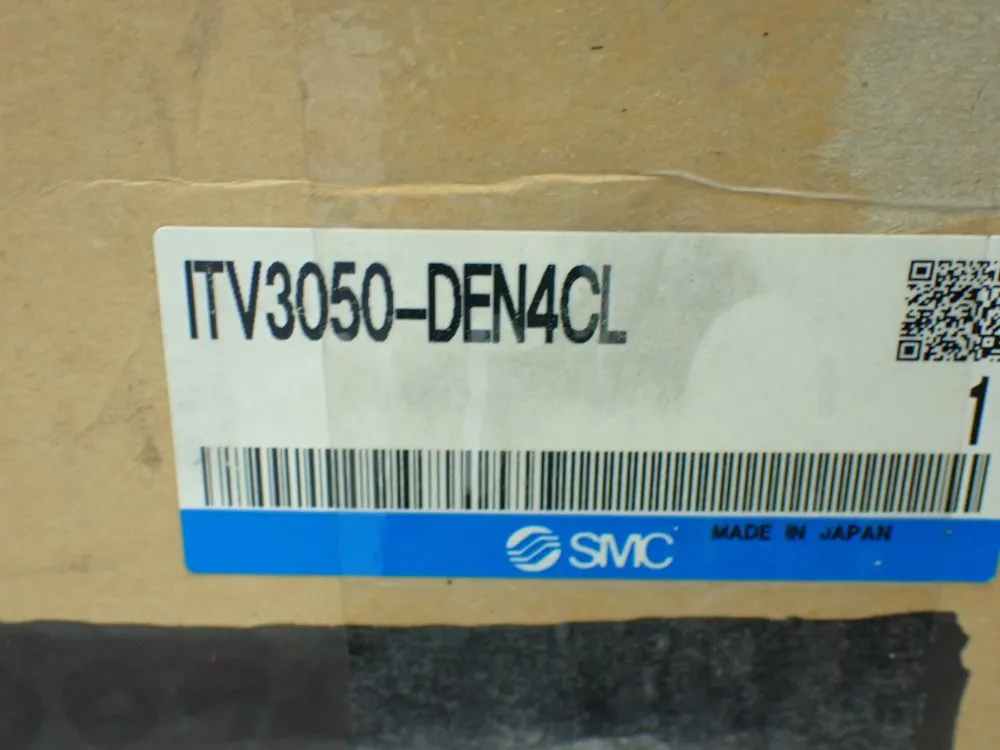 ITV3050-DEN4CL
1
SMC MADE IN JAPAN